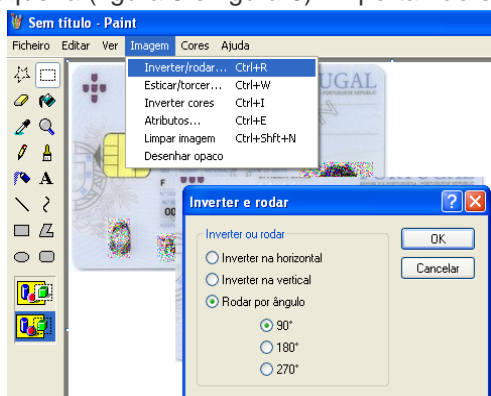 Sem título - Paint
Ficheiro Editar Ver Imagem Cores Ajuda
Inverter/rodar... Ctrl+R
Esticar/torcer... Ctrl+W
Inverter cores Ctrl+I
Atributos... Ctrl+E
Limpar imagem Ctrl+Shft+N
Desenhar opaco
UGAL
F
00
Inverter e rodar
Inverter ou rodar
Inverter na horizontal
Inverter na vertical
Rodar por ângulo
90°
180°
270°
OK
Cancelar